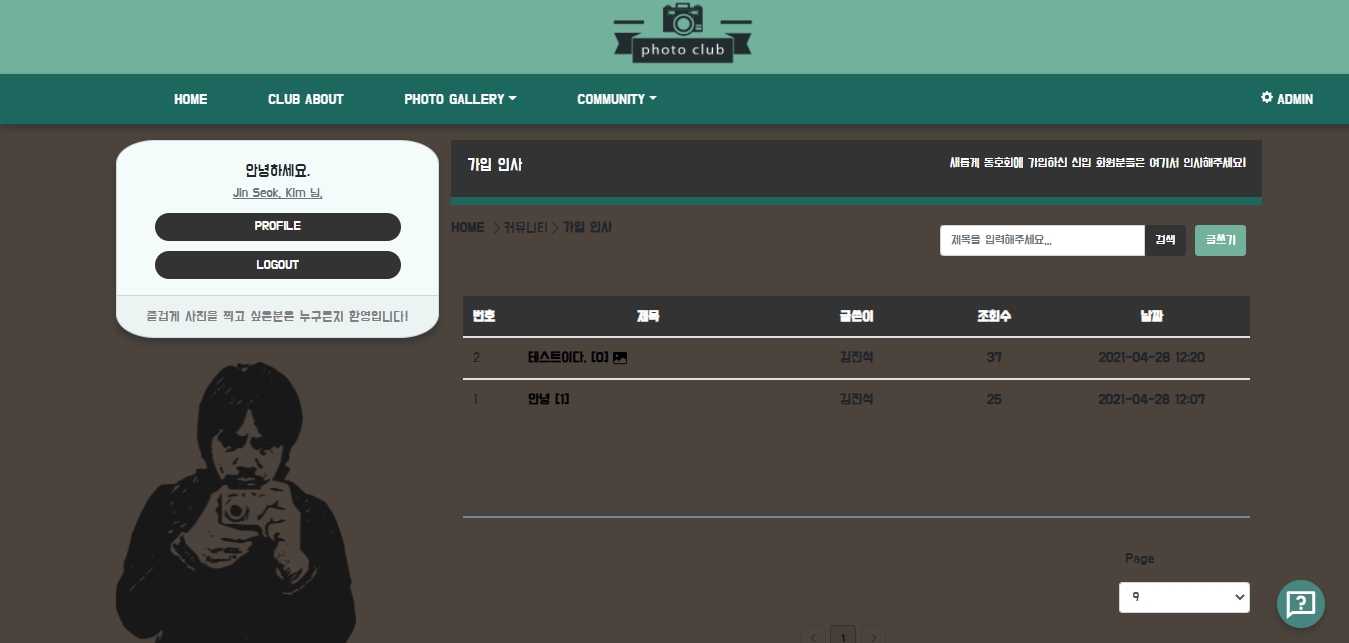 photo club
HOME CLUB ABOUT PHOTO GALLERY COMMUNITY ADMIN
안녕하세요.
Jin Seok, Kim 님,
PROFILE
LOGOUT
즐겁게 사진을 찍고 싶은분은 누구든지 환영입니다!
가입 인사
새롭게 동호회에 가입하신 신입 회원분들은 여기서 인사해주세요!
HOME > 커뮤니티 > 가입 인사
제목을 입력해주세요... 검색 글쓰기
번호 제목 글쓴이 조회수 날짜
2 테스트이다. [0] 김진석 37 2021-04-28 12:20
1 안녕 [1] 김진석 25 2021-04-28 12:07
Page
9
< 1 >